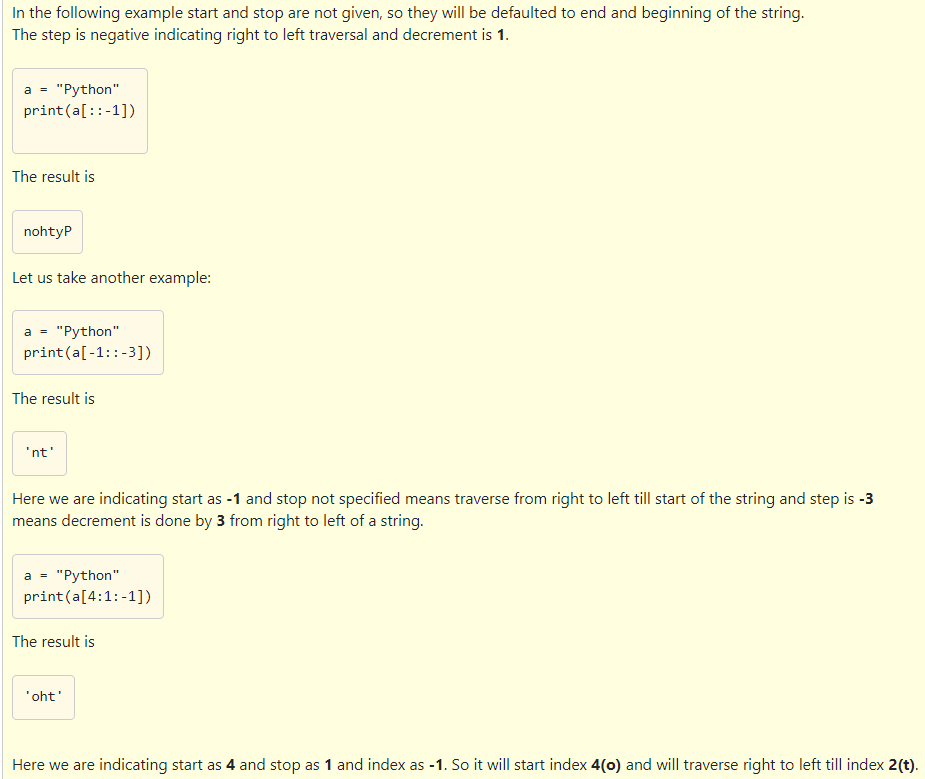 In the following example start and stop are not given, so they will be defaulted to end and beginning of the string.
The step is negative indicating right to left traversal and decrement is 1.
a = "Python"
print(a[::-1])
The result is
nohtyP
Let us take another example:
a = "Python"
print(a[-1::-3])
The result is
'nt'
Here we are indicating start as -1 and stop not specified means traverse from right to left till start of the string and step is -3
means decrement is done by 3 from right to left of a string.
a = "Python"
print(a[4:1:-1])
The result is
'oht'
Here we are indicating start as 4 and stop as 1 and index as -1. So it will start index 4(o) and will traverse right to left till index 2(t).